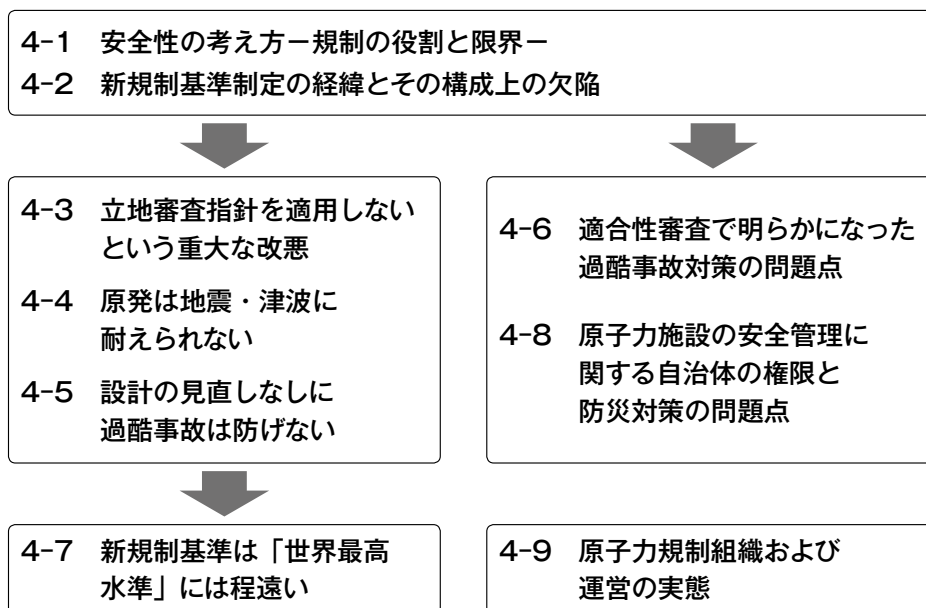 4-1 安全性の考え方－規制の役割と限界－
4-2 新規制基準制定の経緯とその構成上の欠陥
4-3 立地審査指針を適用しない
という重大な改悪
4-4 原発は地震・津波に
耐えられない
4-5 設計の見直しなしに
過酷事故は防げない
4-6 適合性審査で明らかになった
過酷事故対策の問題点
4-8 原子力施設の安全管理に
関する自治体の権限と
防災対策の問題点
4-7 新規制基準は「世界最高
水準」には程遠い
4-9 原子力規制組織および
運営の実態